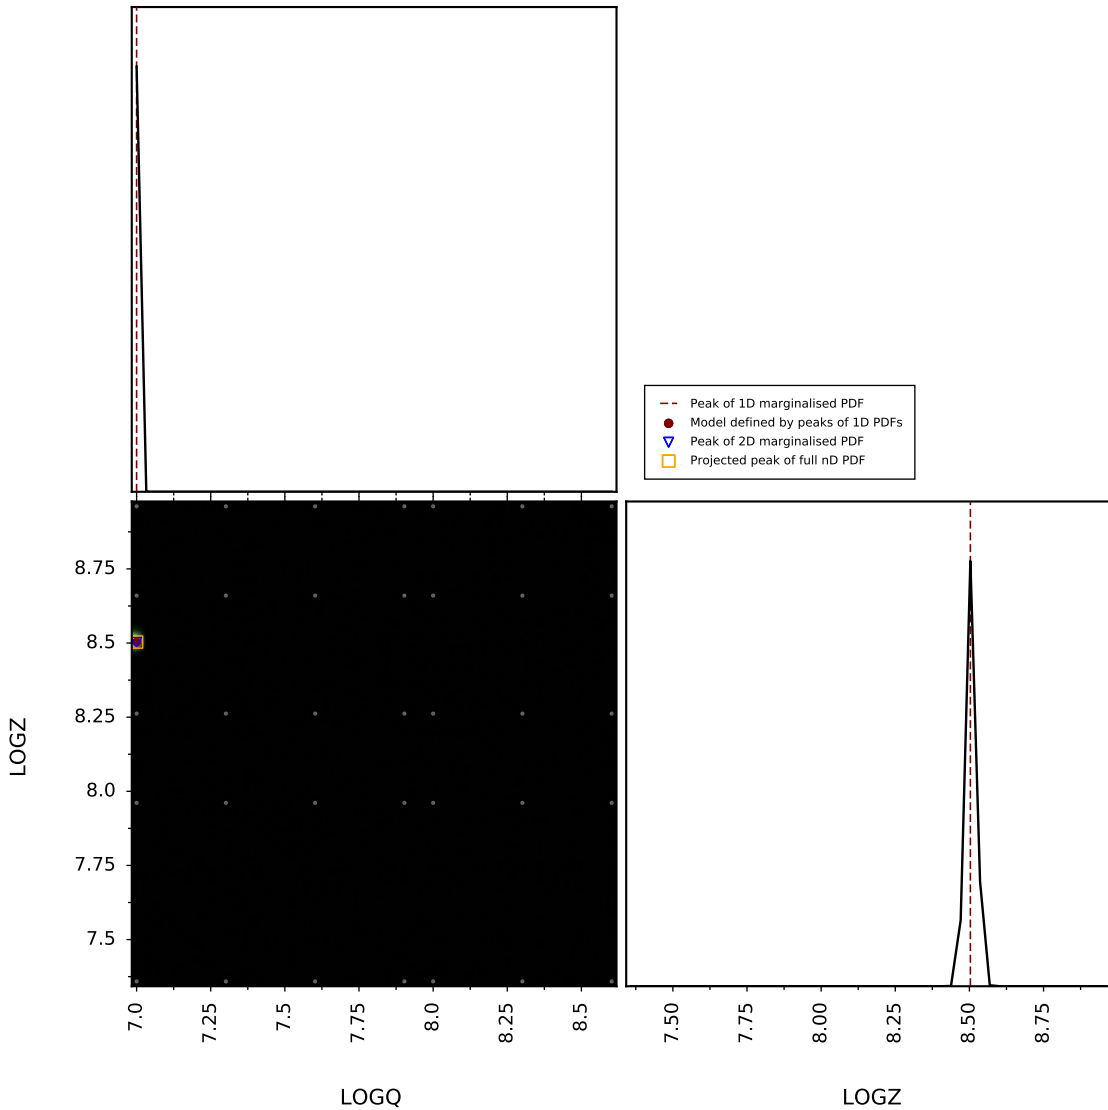 Peak of 1D marginalised PDF
Model defined by peaks of 1D PDFs
Peak of 2D marginalised PDF
Projected peak of full nD PDF
LOGZ
8.75
8.5
8.25
8.0
7.75
7.5
7.0 7.25 7.5 7.75 8.0 8.25 8.5
7.50 7.75 8.00 8.25 8.50 8.75
LOGQ
LOGZ